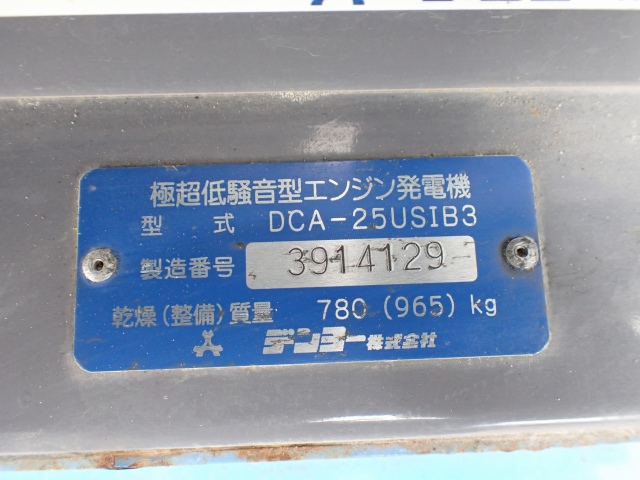 極超低騒音型エンジン発電機
型式 DCA-25USIB3
製造番号 3914129
乾燥(整備)質量 780 (965) kg
デンヨー株式会社